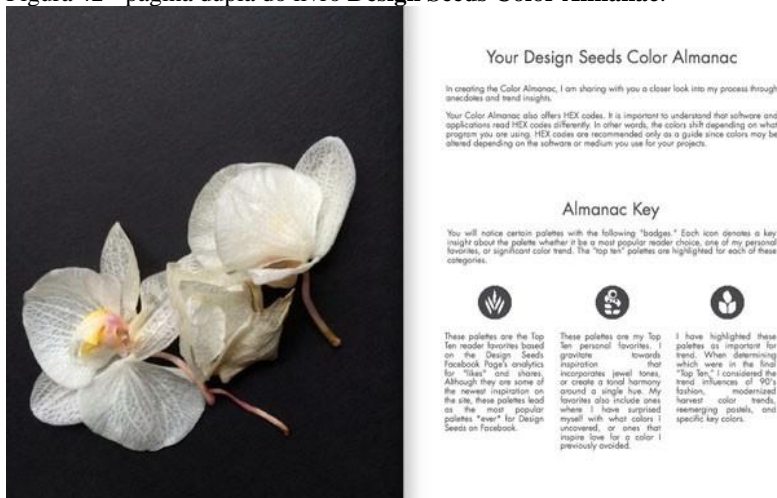 Figura 42 - página dupla do livro Design Seeds Color Almanac.
Your Design Seeds Color Almanac
In creating the Color Almanac, I am sharing with you a closer look into my process through
anecdotes and trend insights.
Your Color Almanac also offers HEX codes. It is important to understand that software and
applications read HEX codes differently. In other words, the colors shift depending on what
program you are using. HEX codes are recommended only as a guide since colors may be
altered depending on the software or medium you use for your projects.
Almanac Key
You will notice certain palettes with the following "badges." Each icon denotes a key
insight about the palette whether it be a most popular reader choice, one of my personal
favorites, or significant color trend. The "top ten" palettes are highlighted for each of these
categories.
These palettes are the Top
Ten reader favorites based
on the Design Seeds
Facebook Page's analytics
for "likes" and shares.
Although they are some of
the newest inspiration on
the site, these palettes lead
as the most popular
palettes *ever* for Design
Seeds on Facebook.
These palettes are my Top
Ten personal favorites. I
gravitate towards
inspiration that
incorporates jewel tones,
or create a tonal harmony
around a single hue. My
favorites also include ones
where I have surprised
myself with what colors I
uncovered, or ones that
inspire love for a color I
previously avoided.
I have highlighted these
palettes as important for
trend. When determining
which were in the final
"Top Ten," I considered the
trend influences of 90's
fashion, modernized
harvest color trends,
reemerging pastels, and
specific key colors.